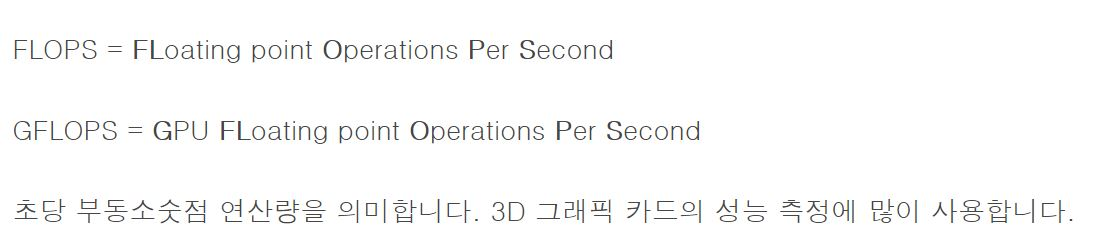 FLOPS = FLoating point Operations Per Second
GFLOPS = GPU FLoating point Operations Per Second
초당 부동소숫점 연산량을 의미합니다. 3D 그래픽 카드의 성능 측정에 많이 사용합니다.